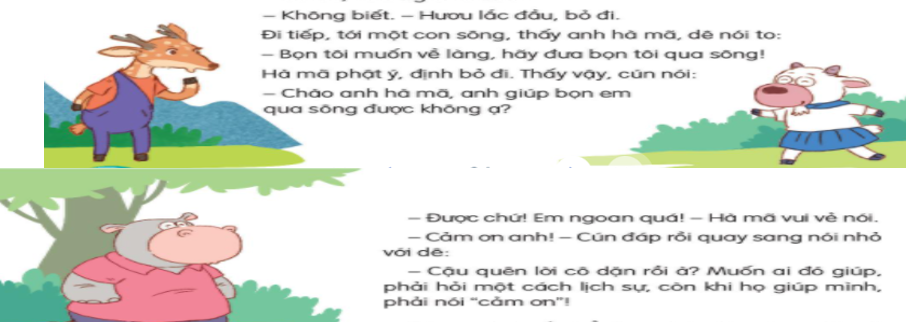 – Không biết. – Hươu lắc đầu, bỏ đi.
Đi tiếp, tới một con sông, thấy anh hà mã, dê nói to:
– Bọn tôi muốn về làng, hãy đưa bọn tôi qua sông!
Hà mã phật ý, định bỏ đi. Thấy vậy, cún nói:
– Chào anh hà mã, anh giúp bọn em
qua sông được không ạ?
– Được chứ! Em ngoan quá! – Hà mã vui vẻ nói.
– Cảm ơn anh! – Cún đáp rồi quay sang nói nhỏ
với dê:
– Cậu quên lời cô dặn rồi à? Muốn ai đó giúp,
phải hỏi một cách lịch sự, còn khi họ giúp mình,
phải nói “cảm ơn”!